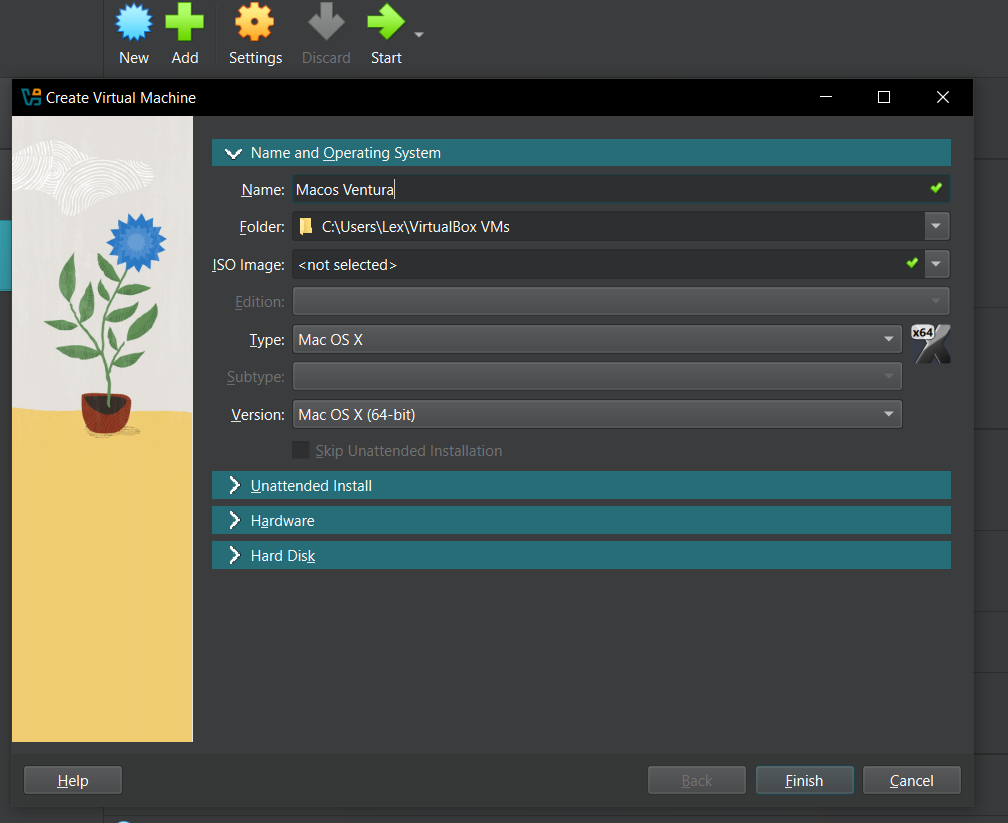 New Add Settings Discard Start
Create Virtual Machine
Name and Operating System
Name: Macos Ventura
Folder: C:\Users\Lex\VirtualBox VMs
ISO Image: <not selected>
Edition:
Type: Mac OS X
x64
Subtype:
Version: Mac OS X (64-bit)
Skip Unattended Installation
Unattended Install
Hardware
Hard Disk
Help Back Finish Cancel